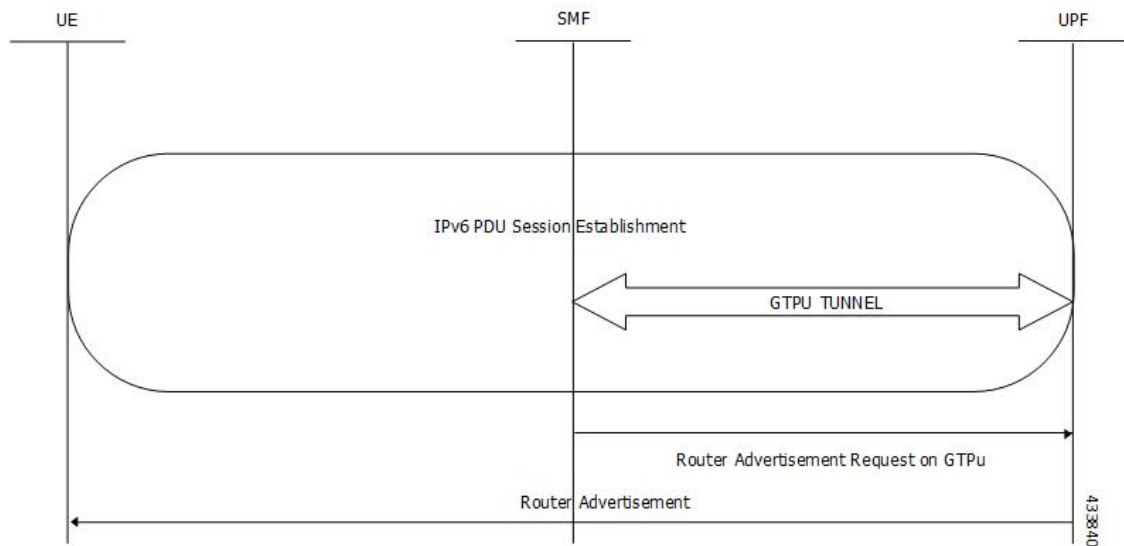 UE
SMF
UPF
IPv6 PDU Session Establishment
GTPU TUNNEL
Router Advertisement Request on GTPu
Router Advertisement
433840